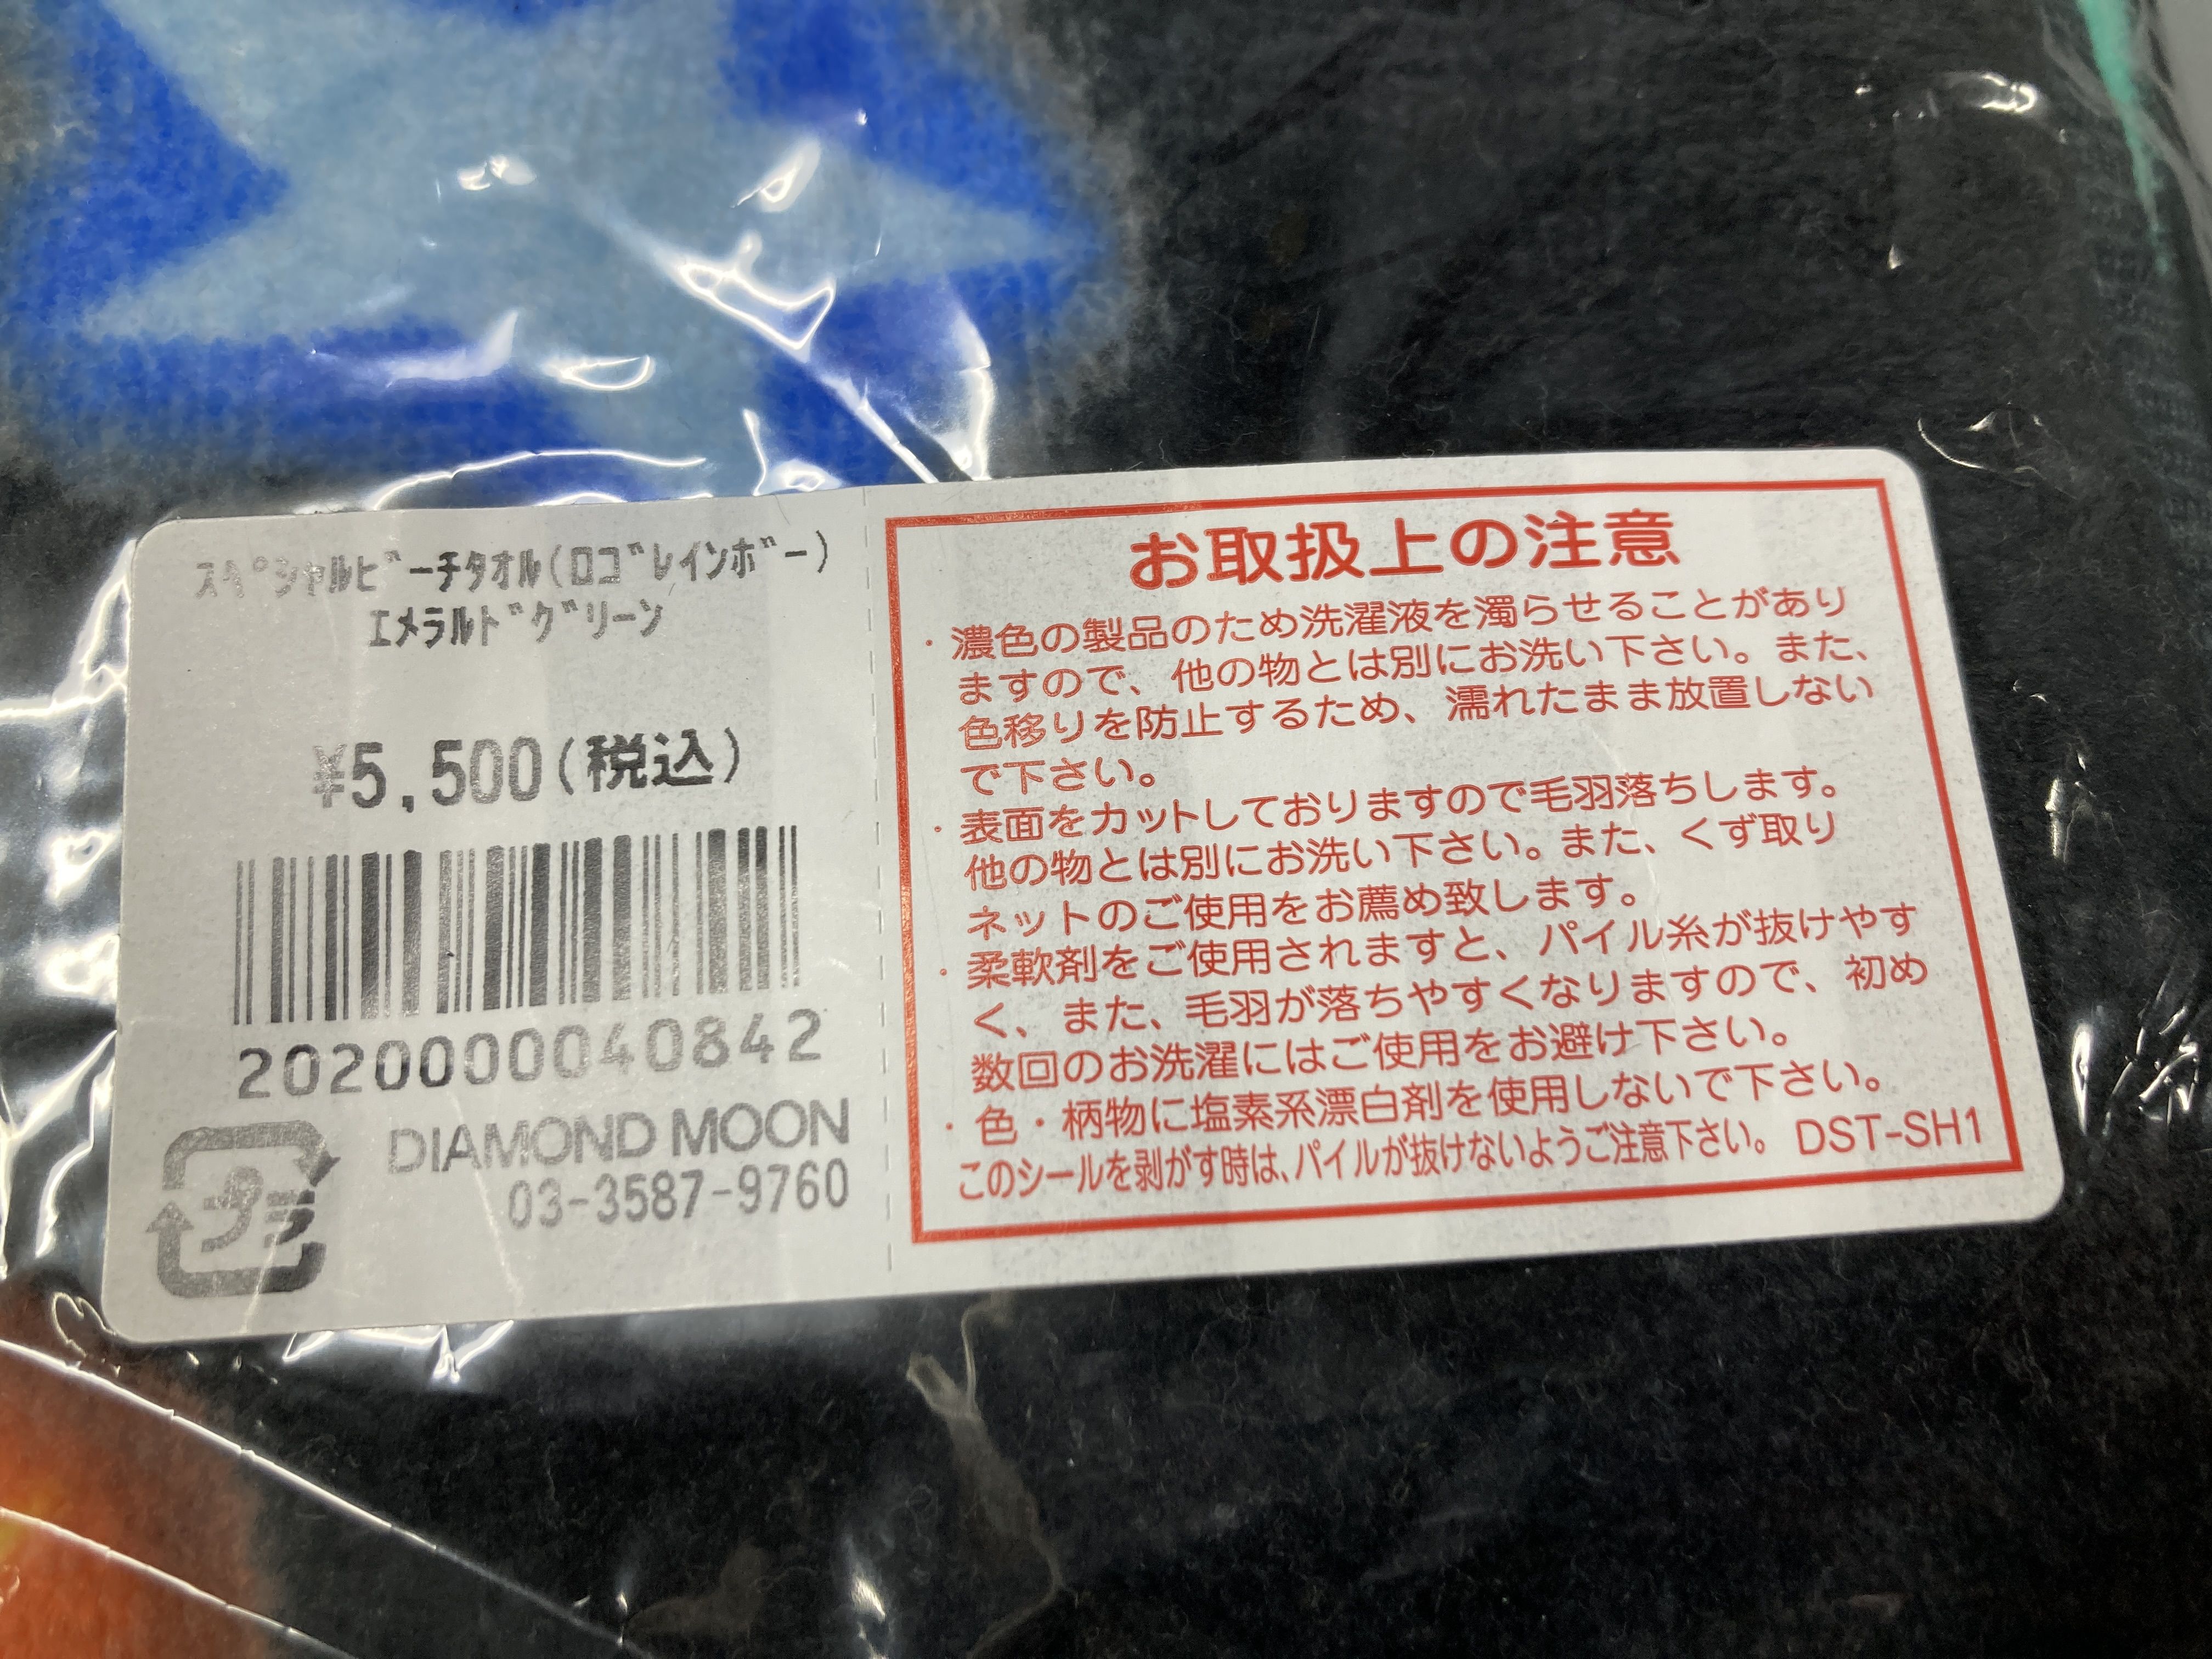 ｽﾍﾟｼｬﾙﾋﾞｰﾁﾀｵﾙ(ﾛｺﾞﾚｲﾝﾎﾞｰ)
ｴﾒﾗﾙﾄﾞｸﾞﾘｰﾝ
¥5,500(税込)
2020000040842
プラ
DIAMOND MOON
03-3587-9760
お取扱上の注意
・濃色の製品のため洗濯液を濁らせることがあり
ますので、他の物とは別にお洗い下さい。また、
色移りを防止するため、濡れたまま放置しない
で下さい。
・表面をカットしておりますので毛羽落ちします。
他の物とは別にお洗い下さい。また、くず取り
ネットのご使用をお薦め致します。
・柔軟剤をご使用されますと、パイル糸が抜けやす
く、また、毛羽が落ちやすくなりますので、初め
数回のお洗濯にはご使用をお避け下さい。
・色・柄物に塩素系漂白剤を使用しないで下さい。
このシールを剥がす時は、パイルが抜けないようご注意下さい。 DST-SH1